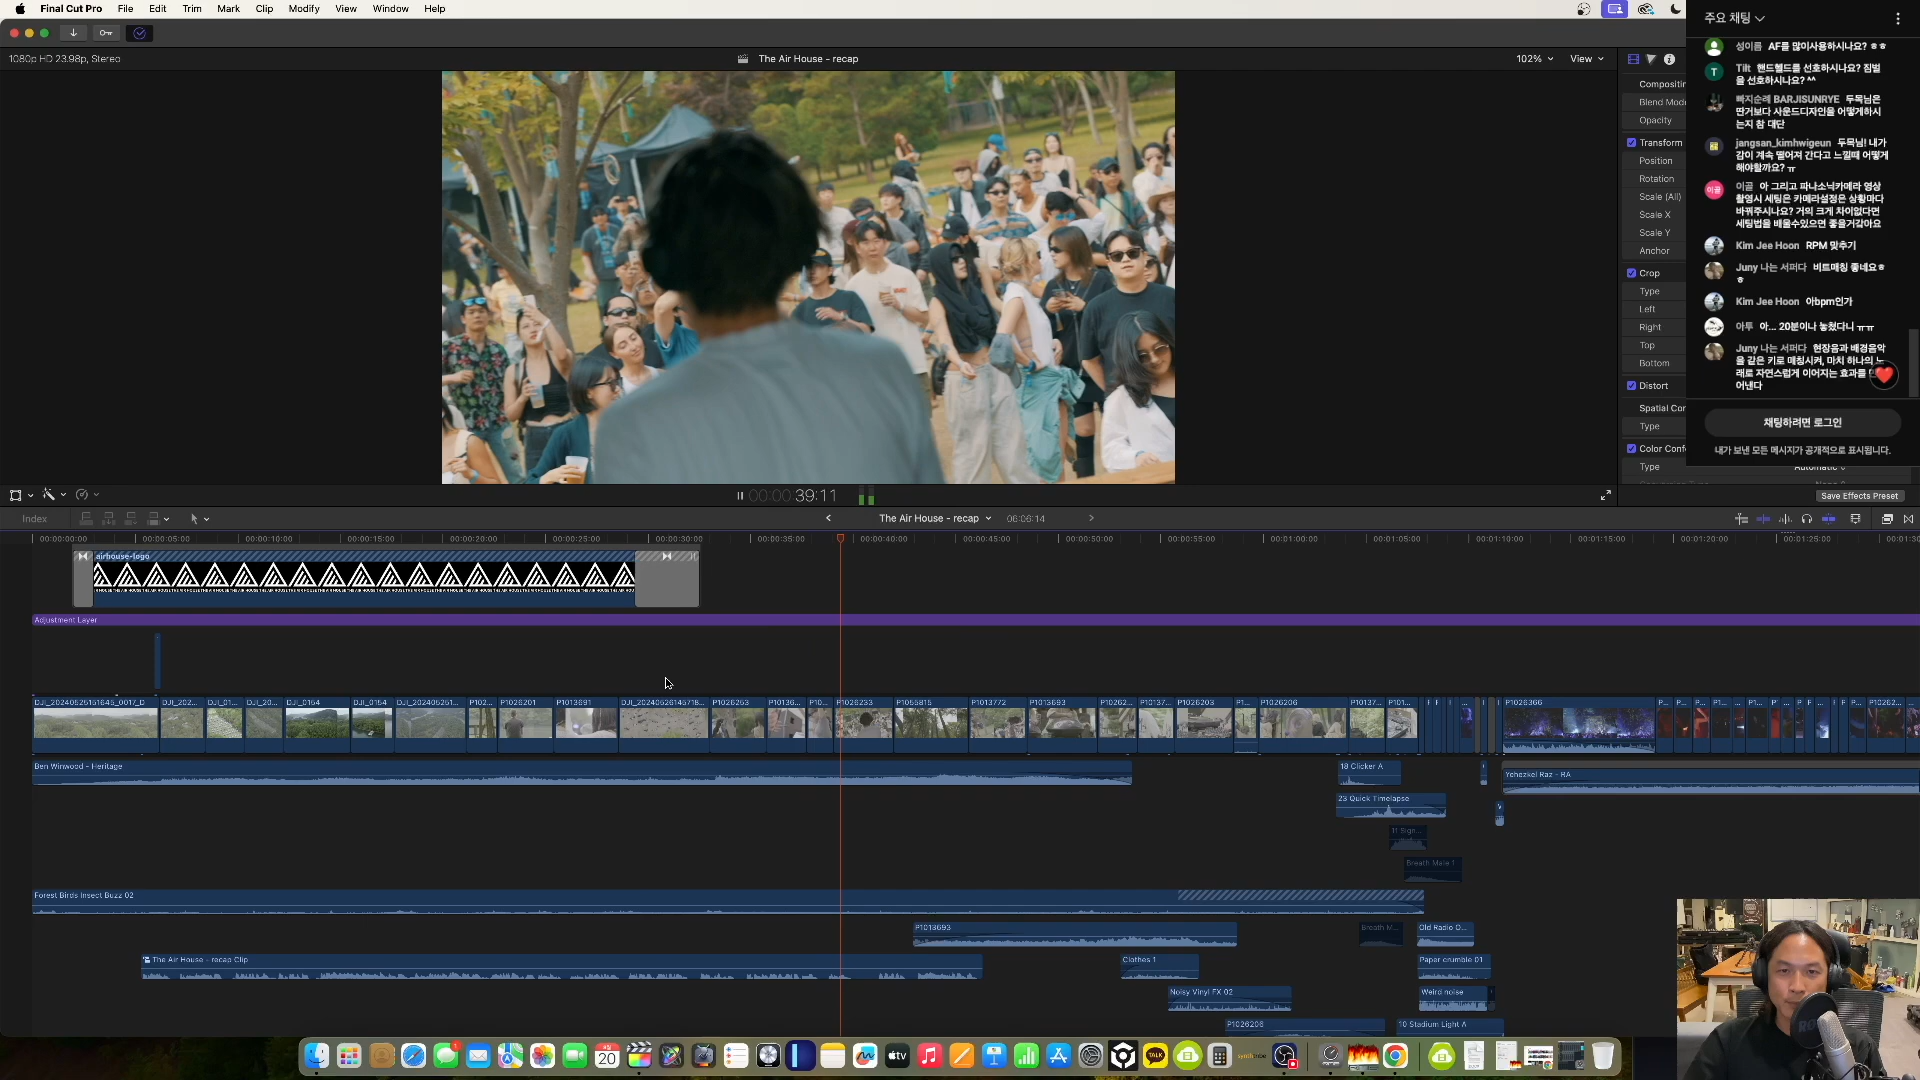 Final Cut Pro File Edit Trim Mark Clip Modify View Window Help
1080p HD 23.98p, Stereo
The Air House - recap
102% View
Compositin
Blend Mode
Opacity
Transform
Position
Rotation
Scale (All)
Scale X
Scale Y
Anchor
Crop
Type
Left
Right
Top
Bottom
Distort
Spatial Con
Type
Color Confo
Type
Save Effects Preset
주요 채팅
성이름 AF를 많이사용하시나요? ㅎㅎ
Tilt 핸드헬드를 선호하시나요? 짐벌
을 선호하시나요? ^^
빠지순례 BARJISUNRYE 두목님은
딴거보다 사운드디자인을 어떻게하시
는지 참 대단
jangsan_kimhwigeun 두목님! 내가
감이 계속 떨어져 간다고 느낄때 어떻게
해야할까요? ㅠ
이골 아 그리고 파나소닉카메라 영상
촬영시 세팅은 카메라설정은 상황마다
바꿔주시나요? 거의 크게 차이없다면
세팅법을 배울수있으면 좋을거같아요
Kim Jee Hoon RPM 맞추기
Juny 나는 서퍼다 비트매칭 좋네요ㅎ
ㅎ
Kim Jee Hoon 아bpm인가
아투 아... 20분이나 놓쳤다니 ㅠㅠ
Juny 나는 서퍼다 현장음과 배경음악
을 같은 키로 매칭시켜, 마치 하나의 노
래로 자연스럽게 이어지는 효과를 만
어낸다
채팅하려면 로그인
내가 보낸 모든 메시지가 공개적으로 표시됩니다.
00:00:39:11
Index
The Air House - recap 06:06:14
00:00:00:00 00:00:05:00 00:00:10:00 00:00:15:00 00:00:20:00 00:00:25:00 00:00:30:00 00:00:35:00 00:00:40:00 00:00:45:00 00:00:50:00 00:00:55:00 00:01:00:00 00:01:05:00 00:01:10:00 00:01:15:00 00:01:20:00 00:01:25:00 00:01:30
airhouse-logo
Adjustment Layer
DJI_20240525151645_0017_D DJI_202... DJI_01... DJI_20... DJI_0154 DJI_0154 DJI_202405251... P102... P1026201 P1013691 DJI_20240526145718... P1026253 P10136... P10... P1026233 P1055815 P1013772 P1013693 P10262... P10137... P1026203 P1... P1026206 P10137... P101... P1026366 P... P... P... P1... P... P... P... P10262...
Ben Winwood - Heritage
18 Clicker A
Yehezkel Raz - RA
23 Quick Timelapse
11 Sign...
Breath Male 1
Forest Birds Insect Buzz 02
P1013693
Breath M...
Old Radio O...
The Air House - recap Clip
Clothes 1
Paper crumble 01
Noisy Vinyl FX 02
Weird noise
P1026206
10 Stadium Light A
20
tv
TALK